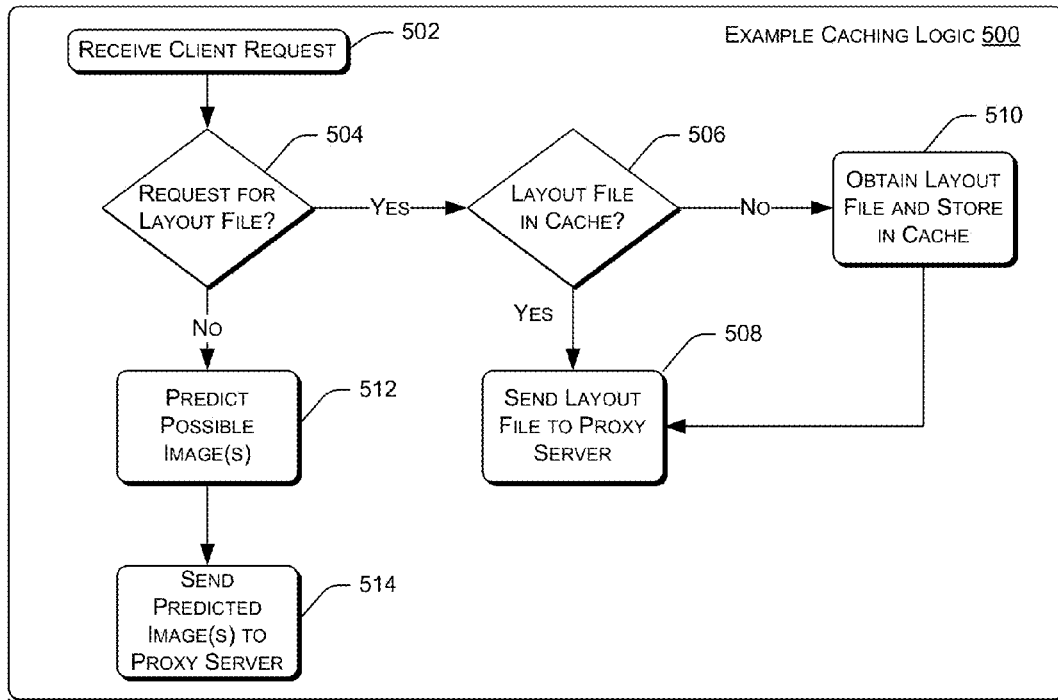 RECEIVE CLIENT REQUEST
502
EXAMPLE CACHING LOGIC 500
504
506
510
REQUEST FOR
LAYOUT FILE?
YES
LAYOUT FILE
IN CACHE?
NO
OBTAIN LAYOUT
FILE AND STORE
IN CACHE
NO
YES
508
512
PREDICT
POSSIBLE
IMAGE(S)
SEND LAYOUT
FILE TO PROXY
SERVER
514
SEND
PREDICTED
IMAGE(S) TO
PROXY SERVER